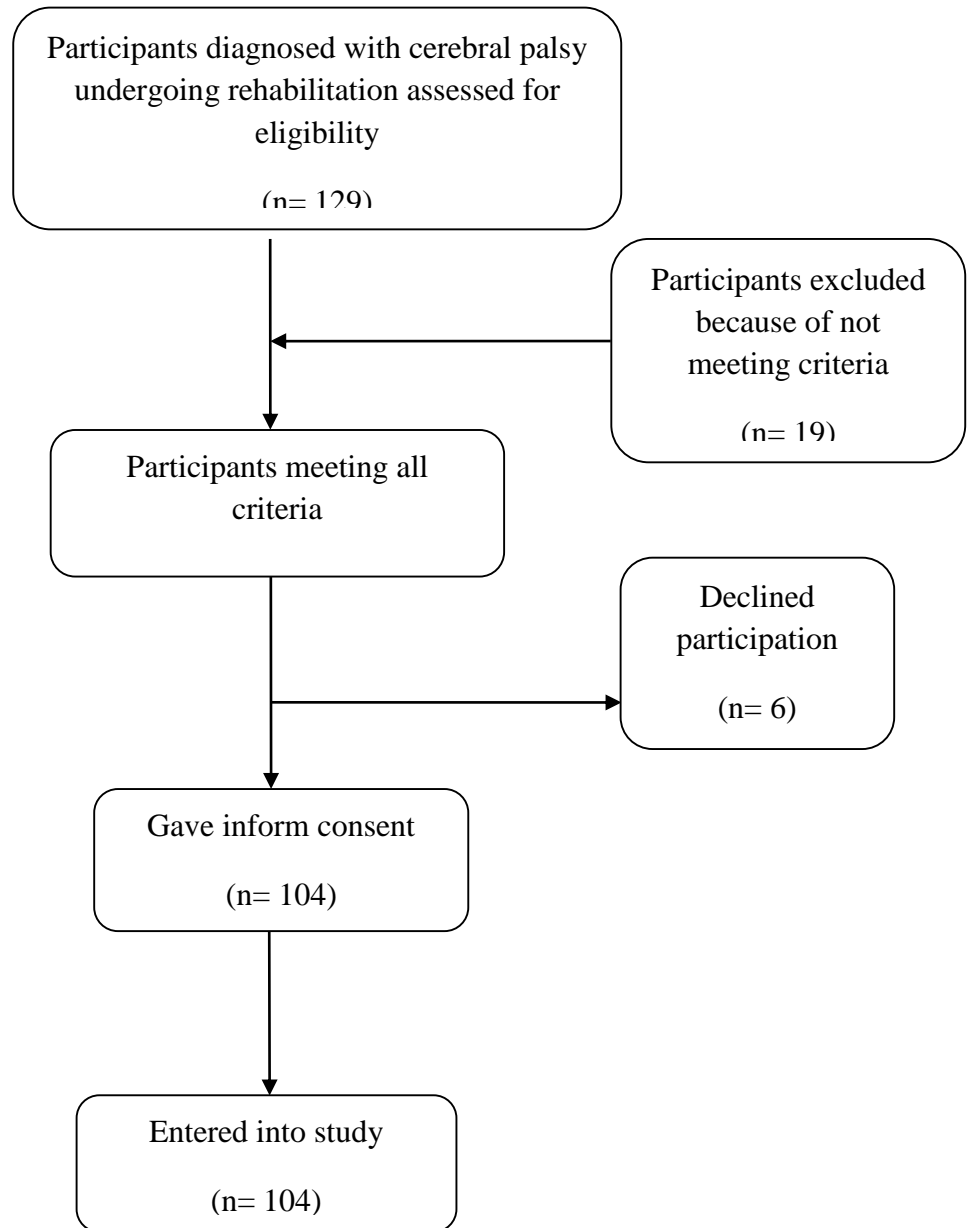 Participants diagnosed with cerebral palsy
undergoing rehabilitation assessed for
eligibility
(n= 129)
Participants excluded
because of not
meeting criteria
(n= 19)
Participants meeting all
criteria
Declined
participation
(n= 6)
Gave inform consent
(n= 104)
Entered into study
(n= 104)